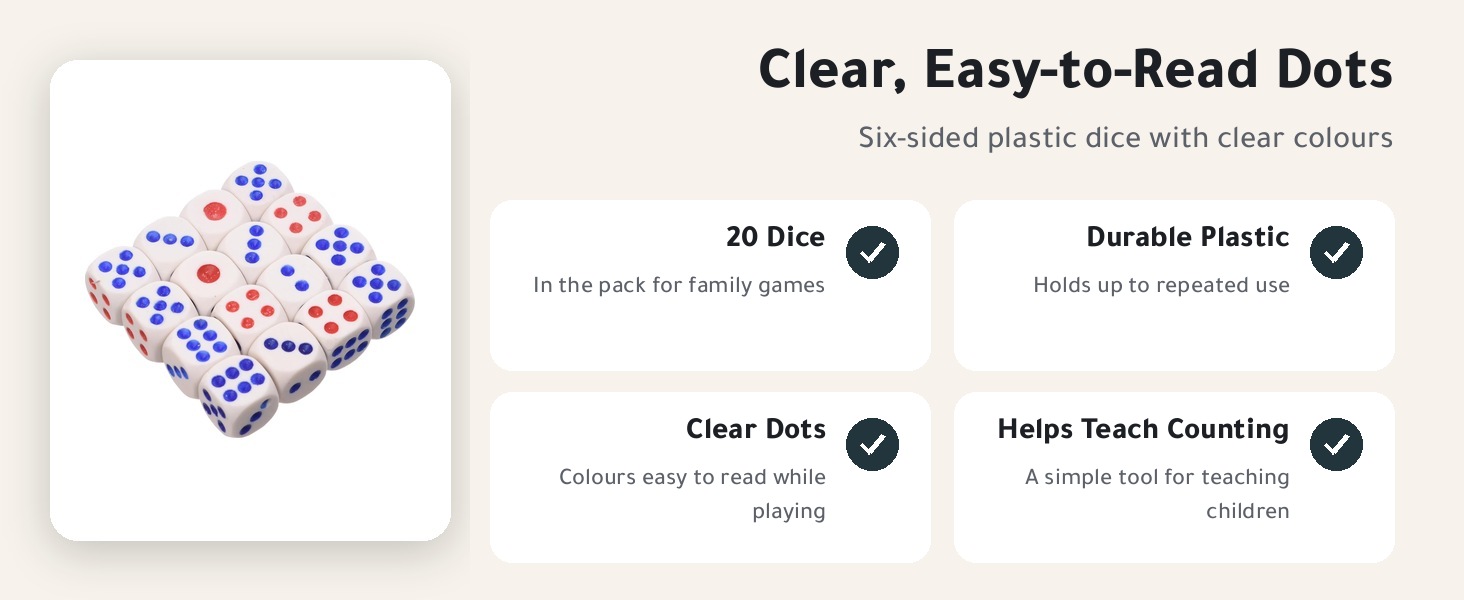 Clear, Easy-to-Read Dots
Six-sided plastic dice with clear colours
20 Dice
In the pack for family games
Durable Plastic
Holds up to repeated use
Clear Dots
Colours easy to read while
playing
Helps Teach Counting
A simple tool for teaching
children